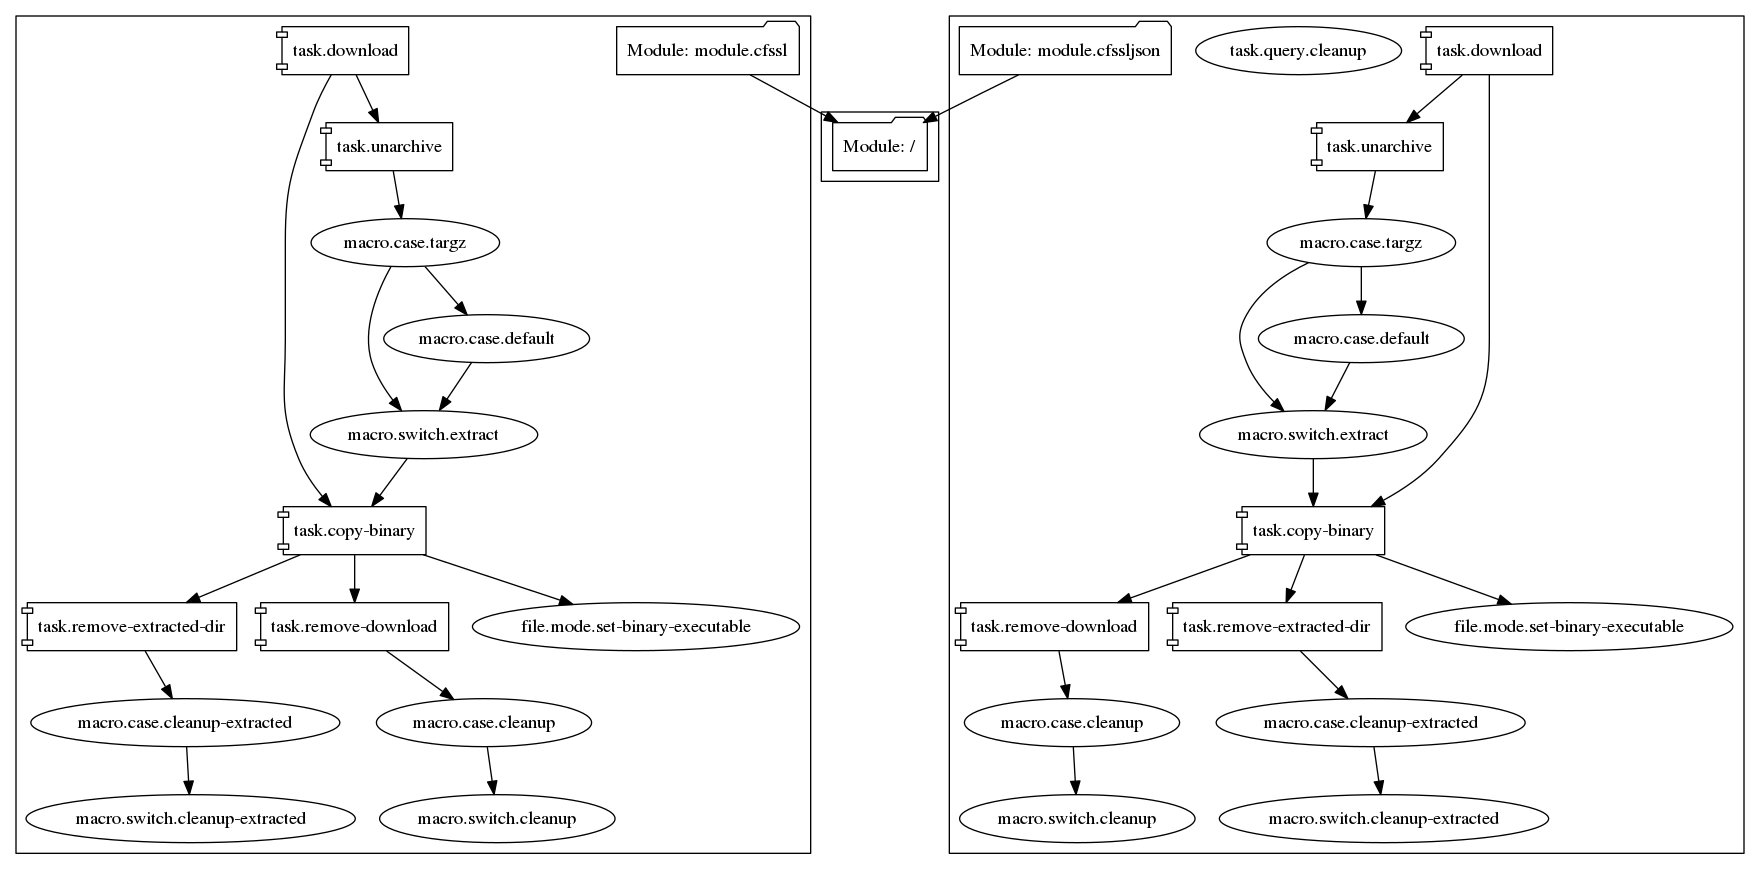 task.download
Module: module.cfssl
task.unarchive
macro.case.targz
macro.case.default
macro.switch.extract
task.copy-binary
task.remove-extracted-dir
task.remove-download
file.mode.set-binary-executable
macro.case.cleanup-extracted
macro.case.cleanup
macro.switch.cleanup-extracted
macro.switch.cleanup
Module: /
Module: module.cfssljson
task.query.cleanup
task.download
task.unarchive
macro.case.targz
macro.case.default
macro.switch.extract
task.copy-binary
task.remove-download
task.remove-extracted-dir
file.mode.set-binary-executable
macro.case.cleanup
macro.case.cleanup-extracted
macro.switch.cleanup
macro.switch.cleanup-extracted